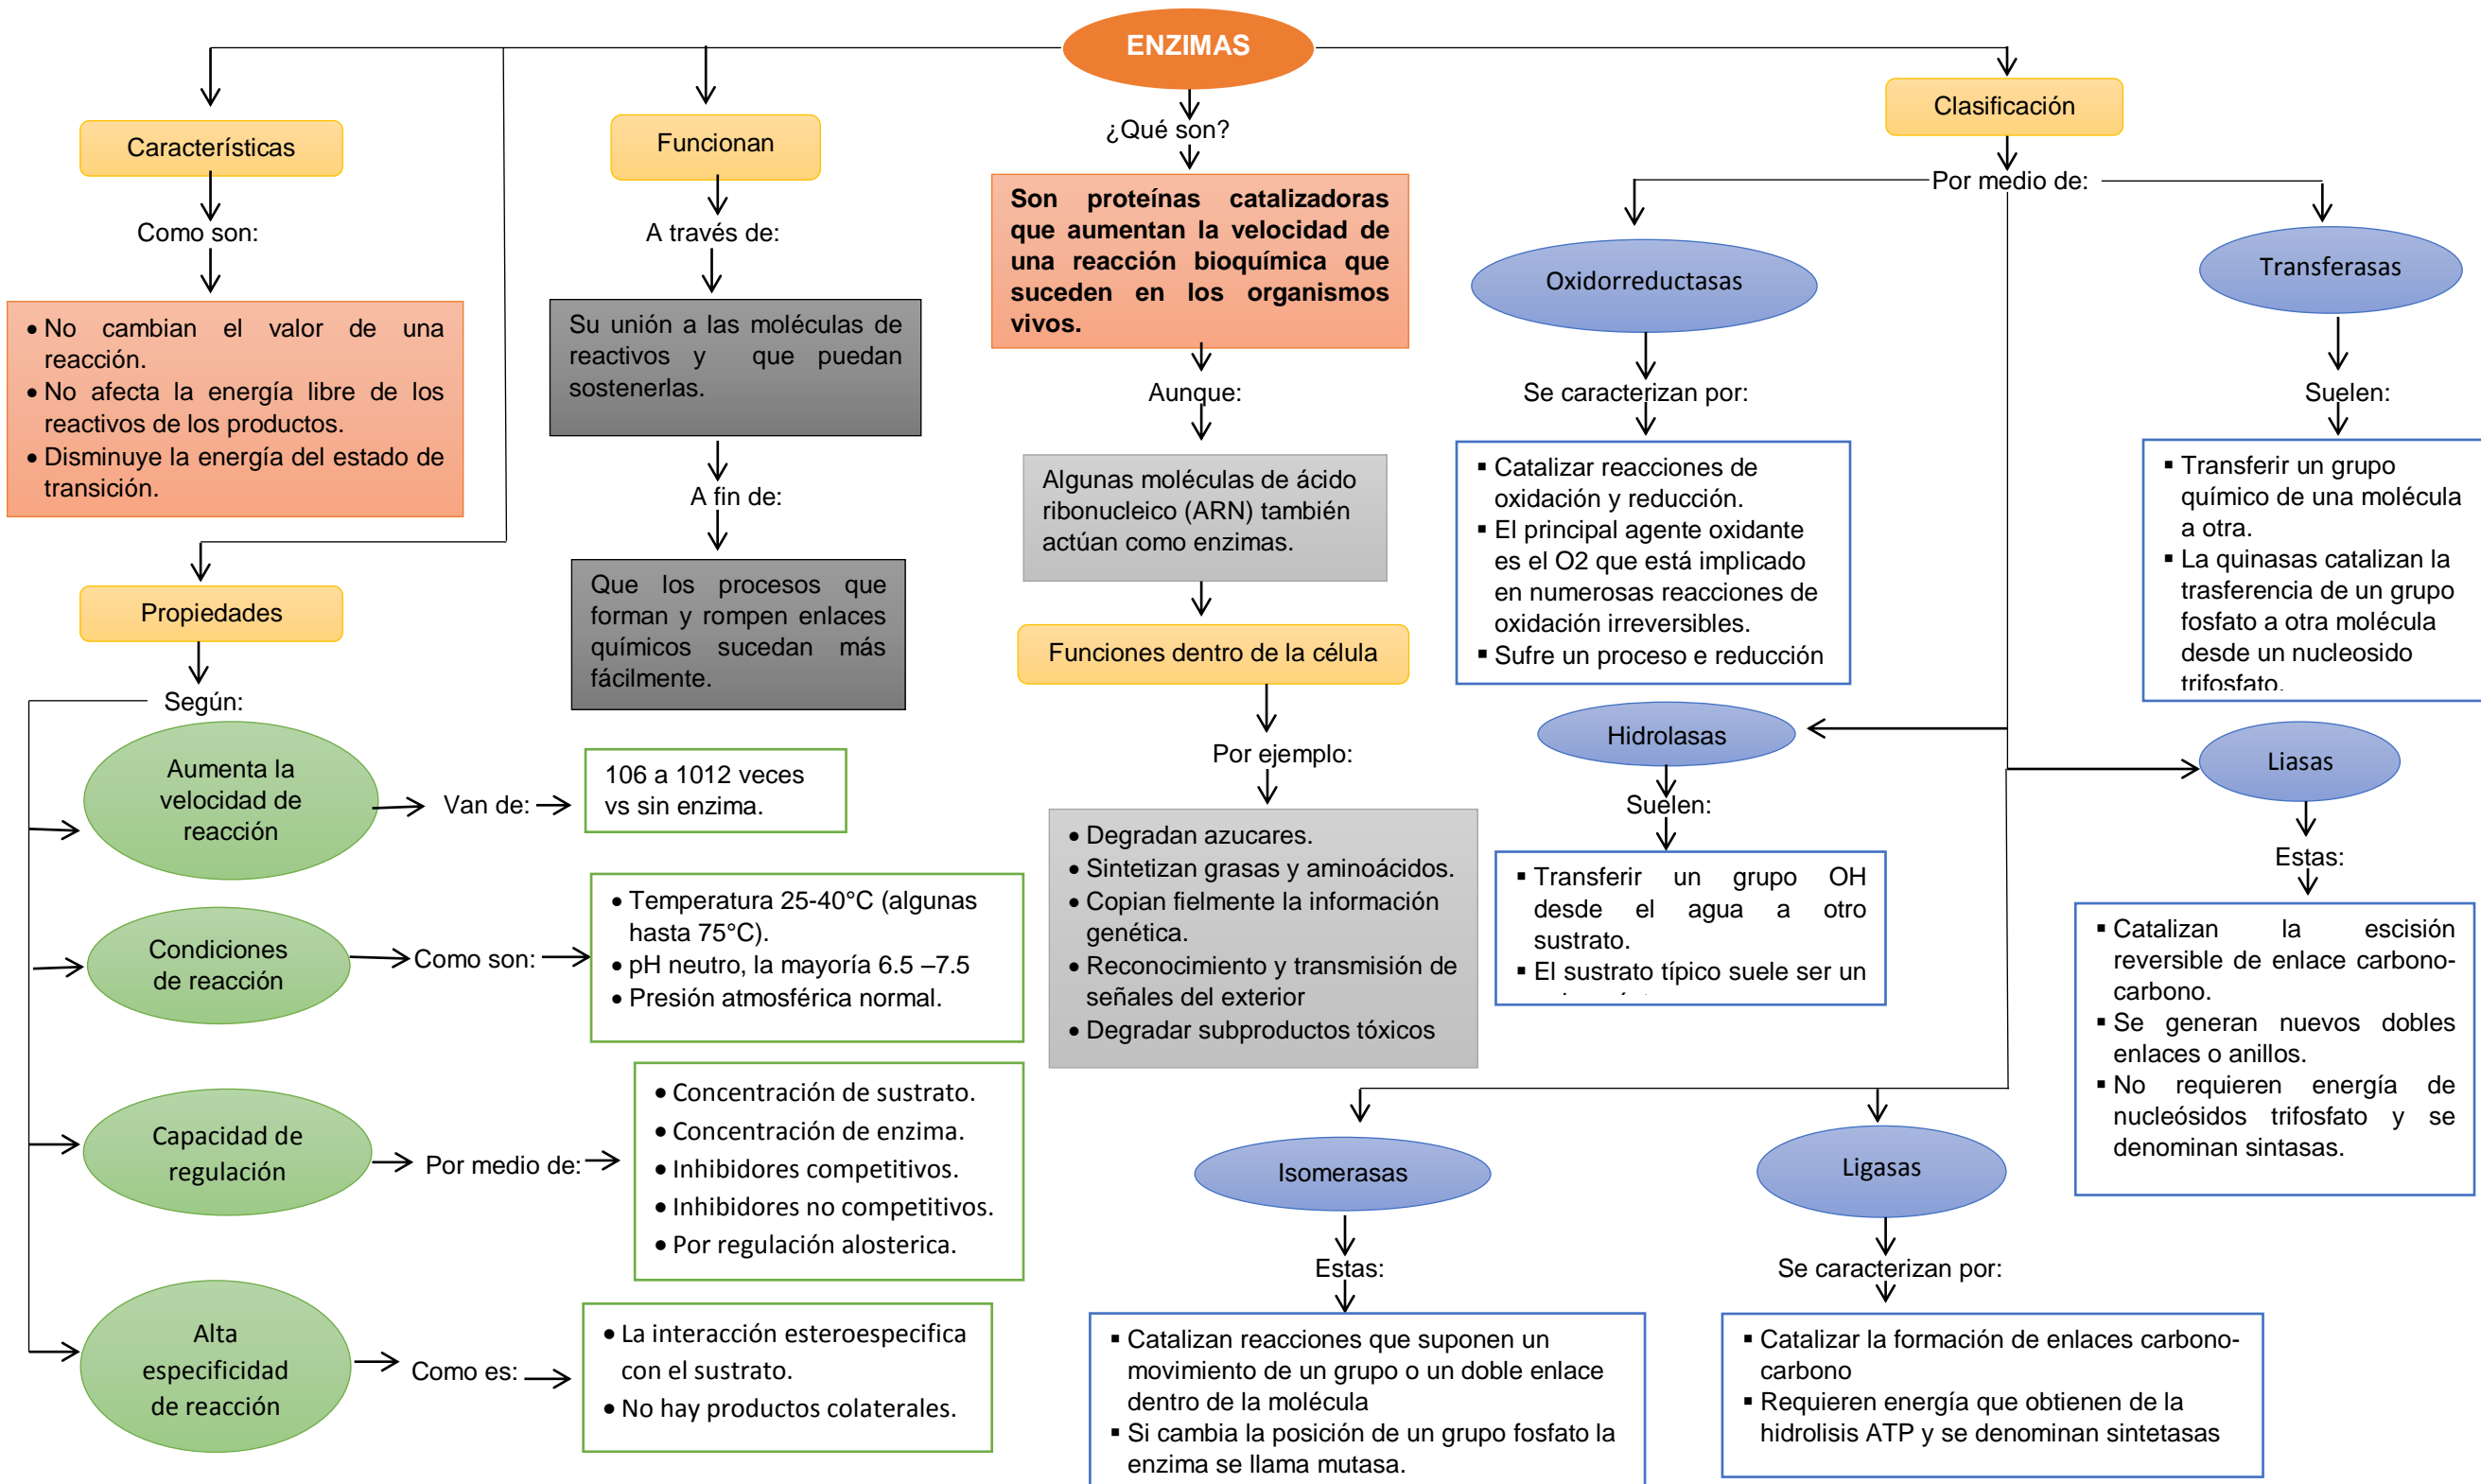 ENZIMAS
Características
Como son:
• No cambian el valor de una
reacción.
• No afecta la energía libre de los
reactivos de los productos.
• Disminuye la energía del estado de
transición.
Propiedades
Según:
Aumenta la
velocidad de
reacción
Van de:
106 a 1012 veces
vs sin enzima.
Condiciones
de reacción
Como son:
• Temperatura 25-40°C (algunas
hasta 75°C).
• pH neutro, la mayoría 6.5 –7.5
• Presión atmosférica normal.
Capacidad de
regulación
Por medio de:
• Concentración de sustrato.
• Concentración de enzima.
• Inhibidores competitivos.
• Inhibidores no competitivos.
• Por regulación alosterica.
Alta
especificidad
de reacción
Como es:
• La interacción esteroespecifica
con el sustrato.
• No hay productos colaterales.
Funcionan
A través de:
Su unión a las moléculas de
reactivos y que puedan
sostenerlas.
A fin de:
Que los procesos que
forman y rompen enlaces
químicos sucedan más
fácilmente.
¿Qué son?
Son proteínas catalizadoras
que aumentan la velocidad de
una reacción bioquímica que
suceden en los organismos
vivos.
Aunque:
Algunas moléculas de ácido
ribonucleico (ARN) también
actúan como enzimas.
Funciones dentro de la célula
Por ejemplo:
• Degradan azucares.
• Sintetizan grasas y aminoácidos.
• Copian fielmente la información
genética.
• Reconocimiento y transmisión de
señales del exterior
• Degradar subproductos tóxicos
Clasificación
Por medio de:
Oxidorreductasas
Se caracterizan por:
▪ Catalizar reacciones de
oxidación y reducción.
▪ El principal agente oxidante
es el O2 que está implicado
en numerosas reacciones de
oxidación irreversibles.
▪ Sufre un proceso e reducción
Transferasas
Suelen:
▪ Transferir un grupo
químico de una molécula
a otra.
▪ La quinasas catalizan la
trasferencia de un grupo
fosfato a otra molécula
desde un nucleosido
trifosfato.
Hidrolasas
Suelen:
▪ Transferir un grupo OH
desde el agua a otro
sustrato.
▪ El sustrato típico suele ser un
Liasas
Estas:
▪ Catalizan la escisión
reversible de enlace carbono-
carbono.
▪ Se generan nuevos dobles
enlaces o anillos.
▪ No requieren energía de
nucleósidos trifosfato y se
denominan sintasas.
Isomerasas
Estas:
▪ Catalizan reacciones que suponen un
movimiento de un grupo o un doble enlace
dentro de la molécula
▪ Si cambia la posición de un grupo fosfato la
enzima se llama mutasa.
Ligasas
Se caracterizan por:
▪ Catalizar la formación de enlaces carbono-
carbono
▪ Requieren energía que obtienen de la
hidrolisis ATP y se denominan sintetasas